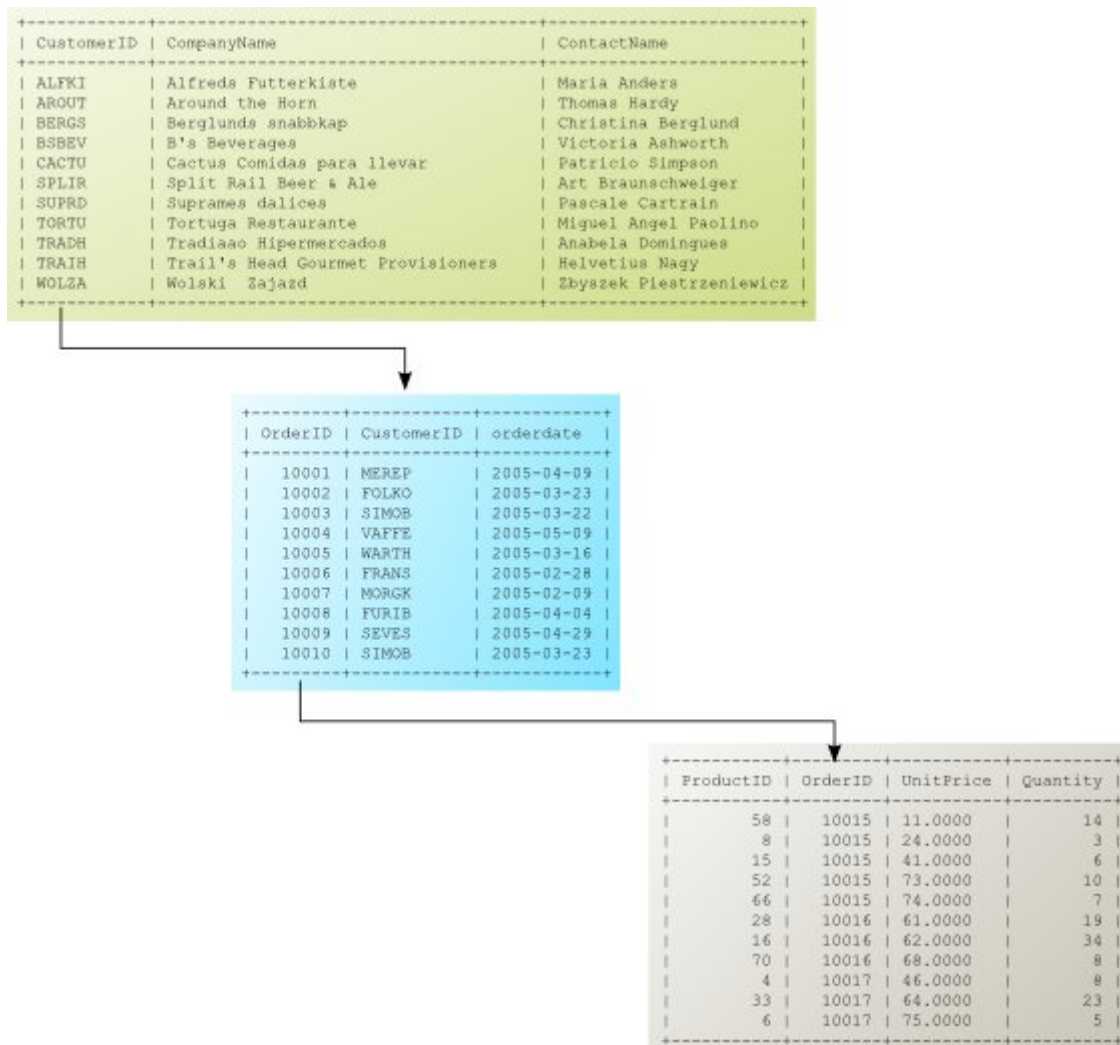 +-----------+--------------------------------+-----------------------+
| CustomerID | CompanyName | ContactName |
+-----------+--------------------------------+-----------------------+
| ALFKI | Alfreds Futterkiste | Maria Anders |
| AROUT | Around the Horn | Thomas Hardy |
| BERGS | Berglunds snabbkap | Christina Berglund |
| BSBEV | B's Beverages | Victoria Ashworth |
| CACTU | Cactus Comidas para llevar | Patricio Simpson |
| SPLIR | Split Rail Beer & Ale | Art Braunschweiger |
| SUPRD | Suprames dalices | Pascale Cartrain |
| TORTU | Tortuga Restaurante | Miguel Angel Paolino |
| TRADH | Tradiaao Hipermercados | Anabela Domingues |
| TRAIH | Trail's Head Gourmet Provisioners | Helvetius Nagy |
| WOLZA | Wolski  Zajazd | Zbyszek Piestrzeniewicz |
+-----------+--------------------------------+-----------------------+
+---------+------------+------------+
| OrderID | CustomerID | orderdate |
+---------+------------+------------+
| 10001 | MEREP | 2005-04-09 |
| 10002 | FOLKO | 2005-03-23 |
| 10003 | SIMOB | 2005-03-22 |
| 10004 | VAFFE | 2005-05-09 |
| 10005 | WARTH | 2005-03-16 |
| 10006 | FRANS | 2005-02-28 |
| 10007 | MORGK | 2005-02-09 |
| 10008 | FURIB | 2005-04-04 |
| 10009 | SEVES | 2005-04-29 |
| 10010 | SIMOB | 2005-03-23 |
+---------+------------+------------+
+-----------+---------+-----------+----------+
| ProductID | OrderID | UnitPrice | Quantity |
+-----------+---------+-----------+----------+
| 58 | 10015 | 11.0000 | 14 |
| 8 | 10015 | 24.0000 | 3 |
| 15 | 10015 | 41.0000 | 6 |
| 52 | 10015 | 73.0000 | 10 |
| 66 | 10015 | 74.0000 | 7 |
| 28 | 10016 | 61.0000 | 19 |
| 16 | 10016 | 62.0000 | 34 |
| 70 | 10016 | 68.0000 | 8 |
| 4 | 10017 | 46.0000 | 8 |
| 33 | 10017 | 64.0000 | 23 |
| 6 | 10017 | 75.0000 | 5 |
+-----------+---------+-----------+----------+